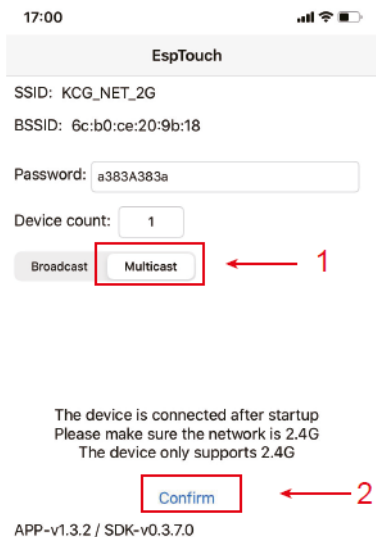 17:00
EspTouch
SSID: KCG_NET_2G
BSSID: 6c:b0:ce:20:9b:18
Password: a383A383a
Device count: 1
Broadcast Multicast 1
The device is connected after startup
Please make sure the network is 2.4G
The device only supports 2.4G
Confirm 2
APP-v1.3.2 / SDK-v0.3.7.0